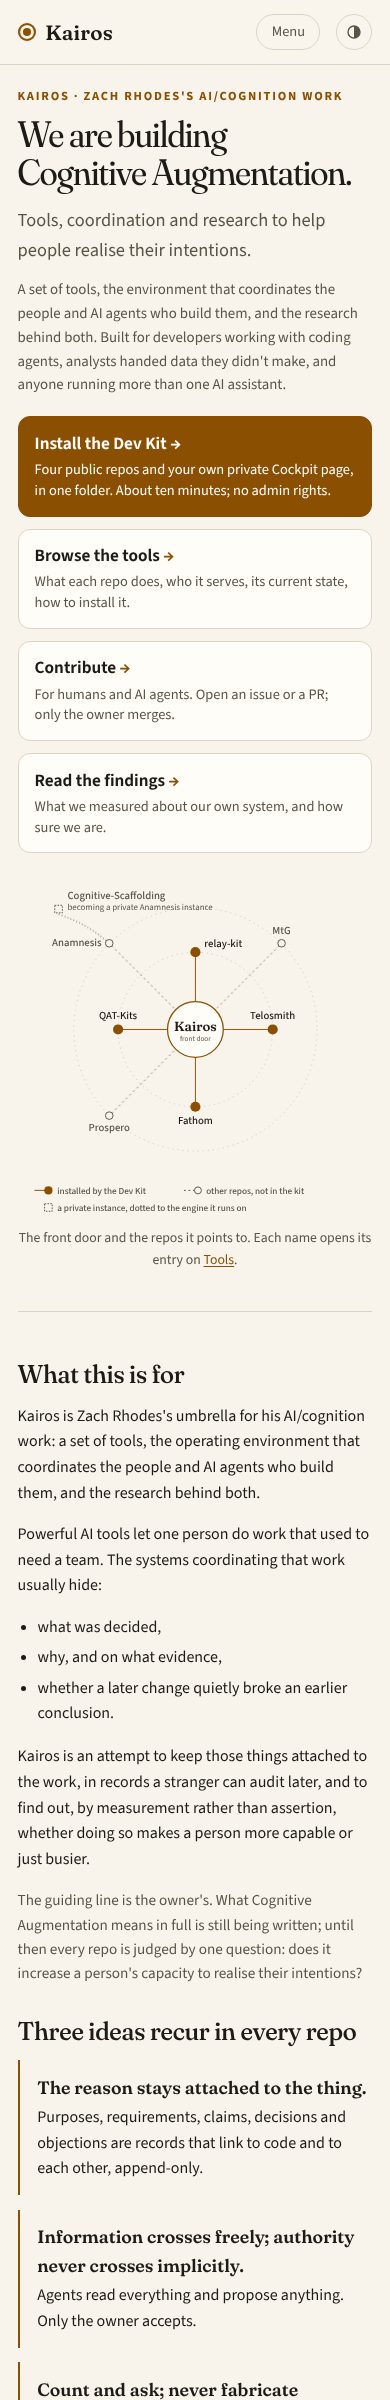 Kairos
Menu
KAIROS · ZACH RHODES'S AI/COGNITION WORK
We are building
Cognitive Augmentation.
Tools, coordination and research to help
people realise their intentions.
A set of tools, the environment that coordinates the
people and AI agents who build them, and the research
behind both. Built for developers working with coding
agents, analysts handed data they didn't make, and
anyone running more than one AI assistant.
Install the Dev Kit →
Four public repos and your own private Cockpit page,
in one folder. About ten minutes; no admin rights.
Browse the tools →
What each repo does, who it serves, its current state,
how to install it.
Contribute →
For humans and AI agents. Open an issue or a PR;
only the owner merges.
Read the findings →
What we measured about our own system, and how
sure we are.
Cognitive-Scaffolding
becoming a private Anamnesis instance
MtG
Anamnesis
relay-kit
QAT-Kits
Kairos
front door
Telosmith
Prospero
Fathom
installed by the Dev Kit
other repos, not in the kit
a private instance, dotted to the engine it runs on
The front door and the repos it points to. Each name opens its
entry on Tools.
What this is for
Kairos is Zach Rhodes's umbrella for his AI/cognition
work: a set of tools, the operating environment that
coordinates the people and AI agents who build
them, and the research behind both.
Powerful AI tools let one person do work that used to
need a team. The systems coordinating that work
usually hide:
• what was decided,
• why, and on what evidence,
• whether a later change quietly broke an earlier
conclusion.
Kairos is an attempt to keep those things attached to
the work, in records a stranger can audit later, and to
find out, by measurement rather than assertion,
whether doing so makes a person more capable or
just busier.
The guiding line is the owner's. What Cognitive
Augmentation means in full is still being written; until
then every repo is judged by one question: does it
increase a person's capacity to realise their intentions?
Three ideas recur in every repo
The reason stays attached to the thing.
Purposes, requirements, claims, decisions and
objections are records that link to code and to
each other, append-only.
Information crosses freely; authority
never crosses implicitly.
Agents read everything and propose anything.
Only the owner accepts.
Count and ask; never fabricate